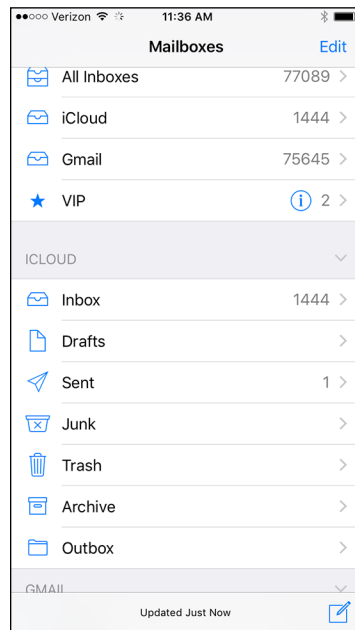 Verizon 11:36 AM
Mailboxes Edit
All Inboxes 77089
iCloud 1444
Gmail 75645
VIP i 2
ICLOUD
Inbox 1444
Drafts
Sent 1
Junk
Trash
Archive
Outbox
GMAIL
Updated Just Now